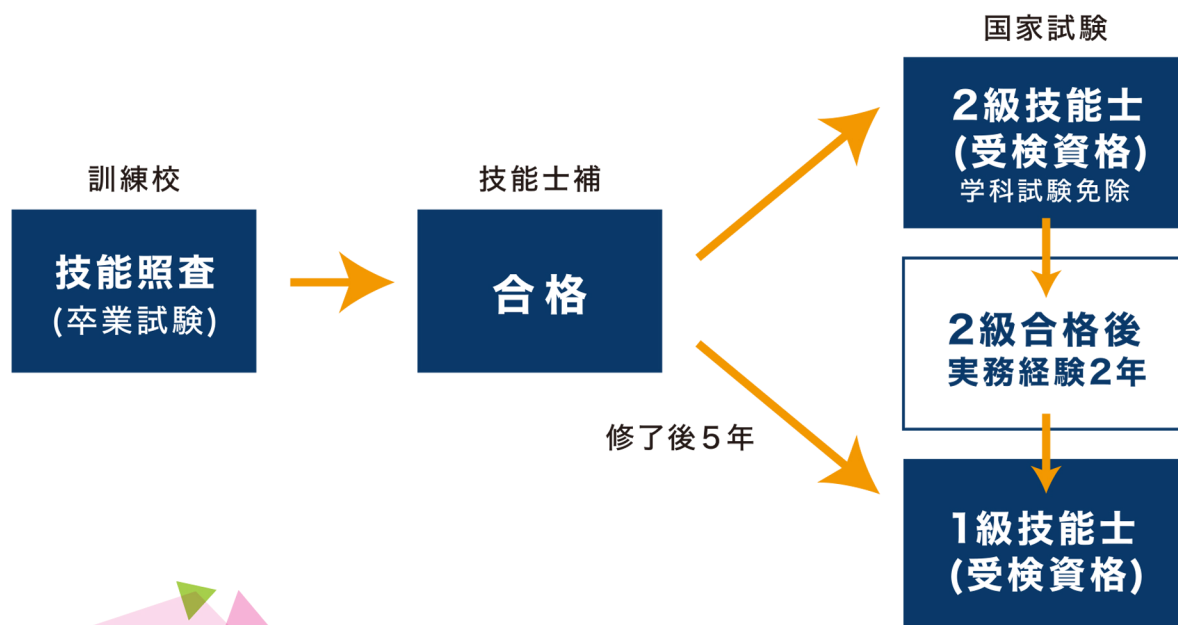 訓練校
技能照査
(卒業試験)
技能士補
合格
修了後5年
国家試験
2級技能士
(受検資格)
学科試験免除
2級合格後
実務経験2年
1級技能士
(受検資格)